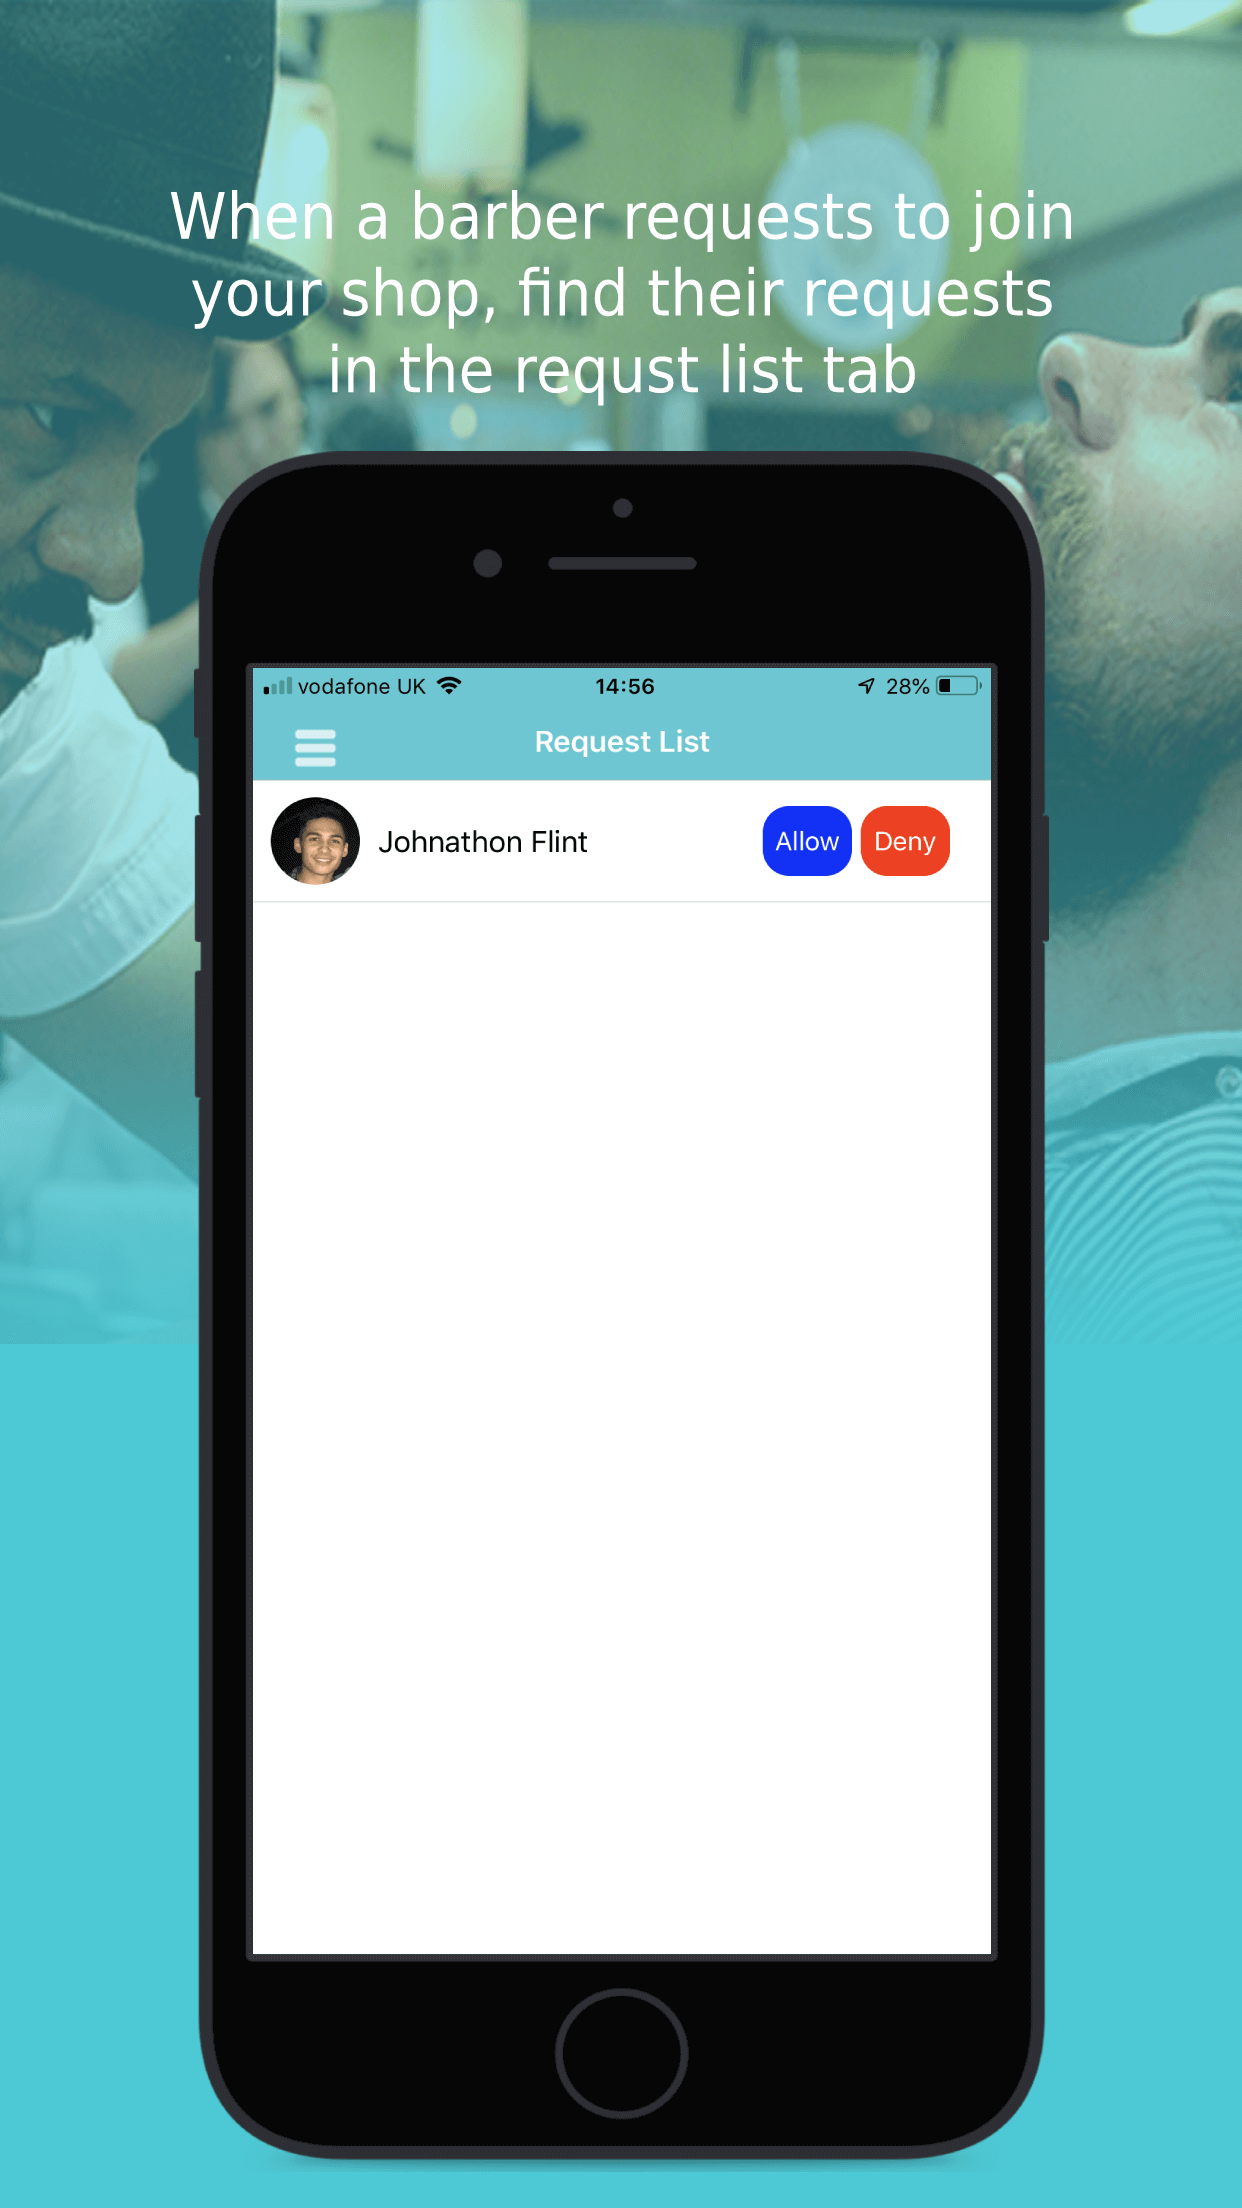 When a barber requests to join
your shop, find their requests
in the requst list tab
vodafone UK 14:56 28%
Request List
Johnathon Flint Allow Deny